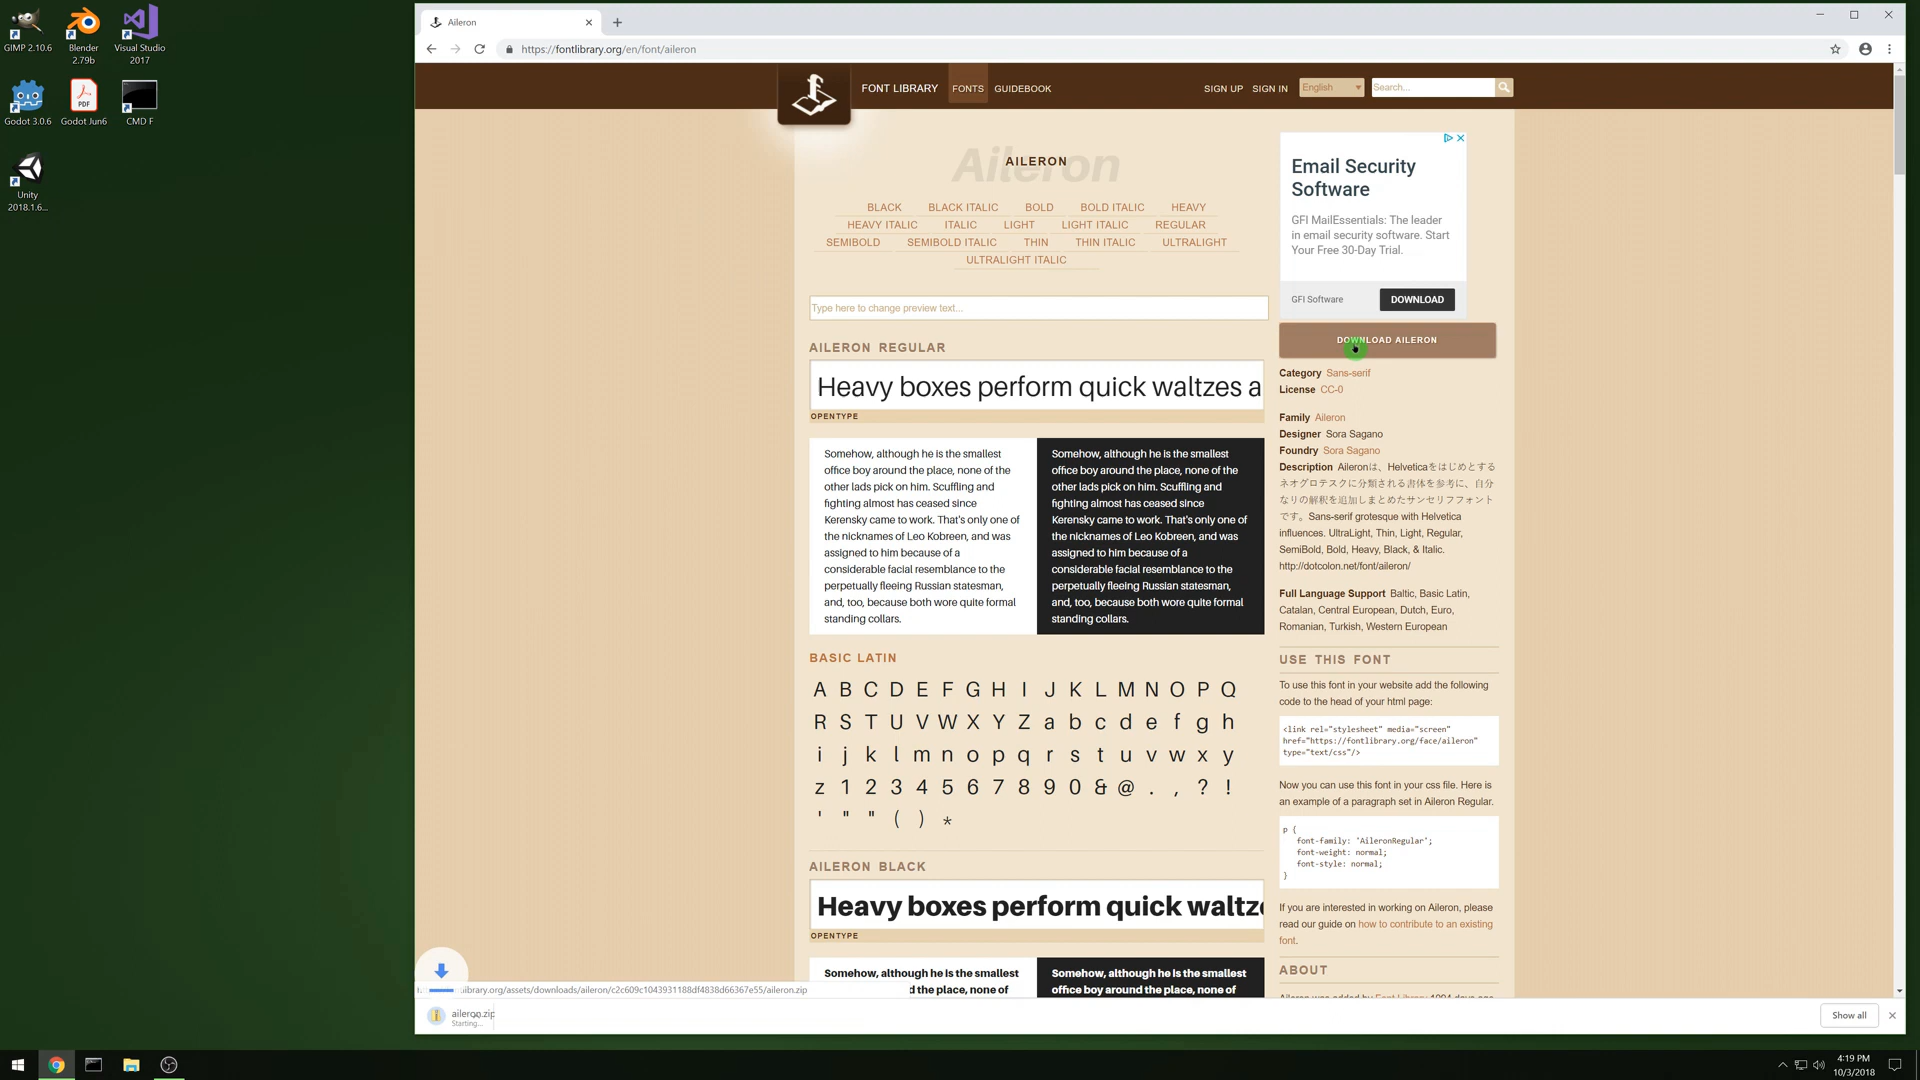 GIMP 2.10.6
Blender
2.79b
Visual Studio
2017
Godot 3.0.6
PDF
Godot Jun6
CMD F
Unity
2018.1.6...
Aileron
https://fontlibrary.org/en/font/aileron
FONT LIBRARY
FONTS
GUIDEBOOK
SIGN UP
SIGN IN
English
Search...
Aileron
AILERON
BLACK BLACK ITALIC BOLD BOLD ITALIC HEAVY
HEAVY ITALIC ITALIC LIGHT LIGHT ITALIC REGULAR
SEMIBOLD SEMIBOLD ITALIC THIN THIN ITALIC ULTRALIGHT
ULTRALIGHT ITALIC
Type here to change preview text...
AILERON REGULAR
Heavy boxes perform quick waltzes a
OPENTYPE
Somehow, although he is the smallest
office boy around the place, none of the
other lads pick on him. Scuffling and
fighting almost has ceased since
Kerensky came to work. That's only one of
the nicknames of Leo Kobreen, and was
assigned to him because of a
considerable facial resemblance to the
perpetually fleeing Russian statesman,
and, too, because both wore quite formal
standing collars.
Somehow, although he is the smallest
office boy around the place, none of the
other lads pick on him. Scuffling and
fighting almost has ceased since
Kerensky came to work. That's only one of
the nicknames of Leo Kobreen, and was
assigned to him because of a
considerable facial resemblance to the
perpetually fleeing Russian statesman,
and, too, because both wore quite formal
standing collars.
BASIC LATIN
A B C D E F G H I J K L M N O P Q
R S T U V W X Y Z a b c d e f g h
i j k l m n o p q r s t u v w x y
z 1 2 3 4 5 6 7 8 9 0 & @ . , ? !
' " " ( ) *
AILERON BLACK
Heavy boxes perform quick waltze
OPENTYPE
Somehow, although he is the smallest
office boy around the place, none of
Somehow, although he is the smallest
office boy around the place, none of
Email Security
Software
GFI MailEssentials: The leader
in email security software. Start
Your Free 30-Day Trial.
GFI Software
DOWNLOAD
DOWNLOAD AILERON
Category Sans-serif
License CC-0
Family Aileron
Designer Sora Sagano
Foundry Sora Sagano
Description Aileronは、Helveticaをはじめとする
ネオグロテスクに分類される書体を参考に、自分
なりの解釈を追加しまとめたサンセリフフォント
です。Sans-serif grotesque with Helvetica
influences. UltraLight, Thin, Light, Regular,
SemiBold, Bold, Heavy, Black, & Italic.
http://dotcolon.net/font/aileron/
Full Language Support Baltic, Basic Latin,
Catalan, Central European, Dutch, Euro,
Romanian, Turkish, Western European
USE THIS FONT
To use this font in your website add the following
code to the head of your html page:
<link rel="stylesheet" media="screen"
href="https://fontlibrary.org/face/aileron"
type="text/css"/>
Now you can use this font in your css file. Here is
an example of a paragraph set in Aileron Regular.
p {
font-family: 'AileronRegular';
font-weight: normal;
font-style: normal;
}
If you are interested in working on Aileron, please
read our guide on how to contribute to an existing
font.
ABOUT
library.org/assets/downloads/aileron/c2c609c1043931188df4838d66367e55/aileron.zip
aileron.zip
Starting...
Show all
4:19 PM
10/3/2018